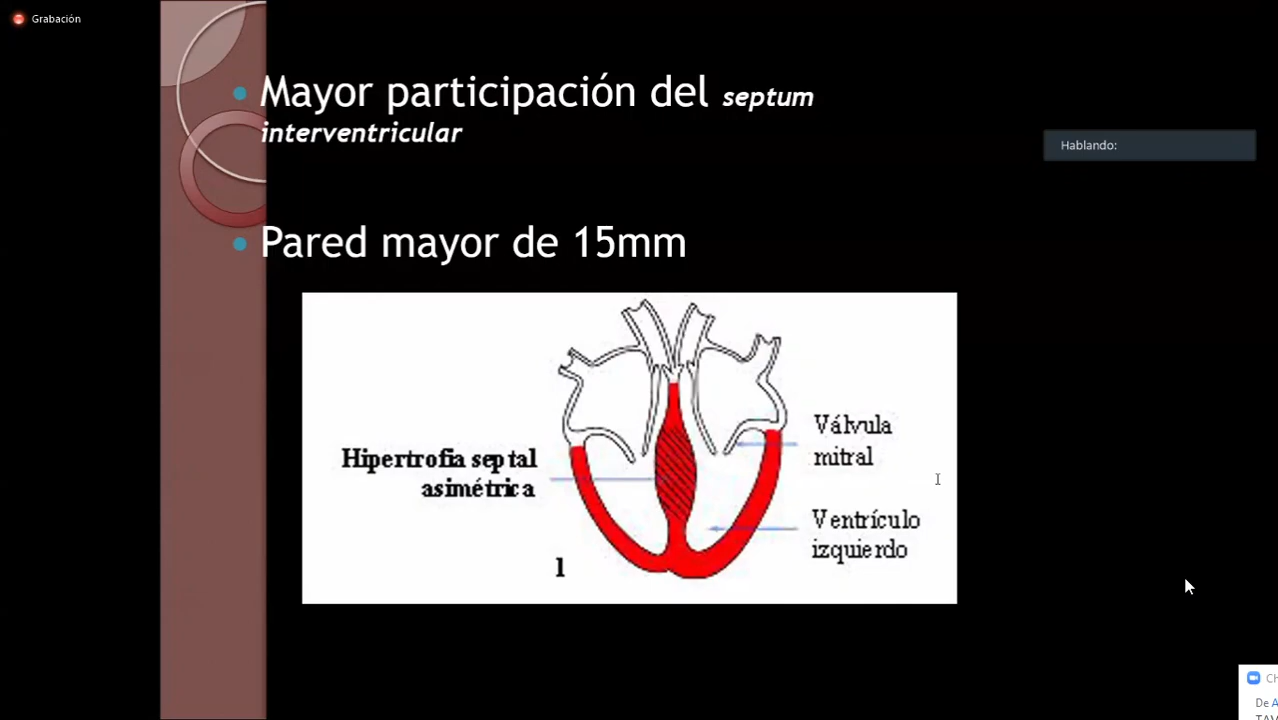 Grabación
Mayor participación del septum
interventricular
Hablando:
Pared mayor de 15mm
Hipertrofia septal
asimétrica
Válvula
mitral
Ventrículo
izquierdo
1
De